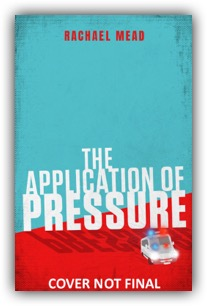 RACHAEL MEAD
THE
APPLICATION OF
PRESSURE
COVER NOT FINAL